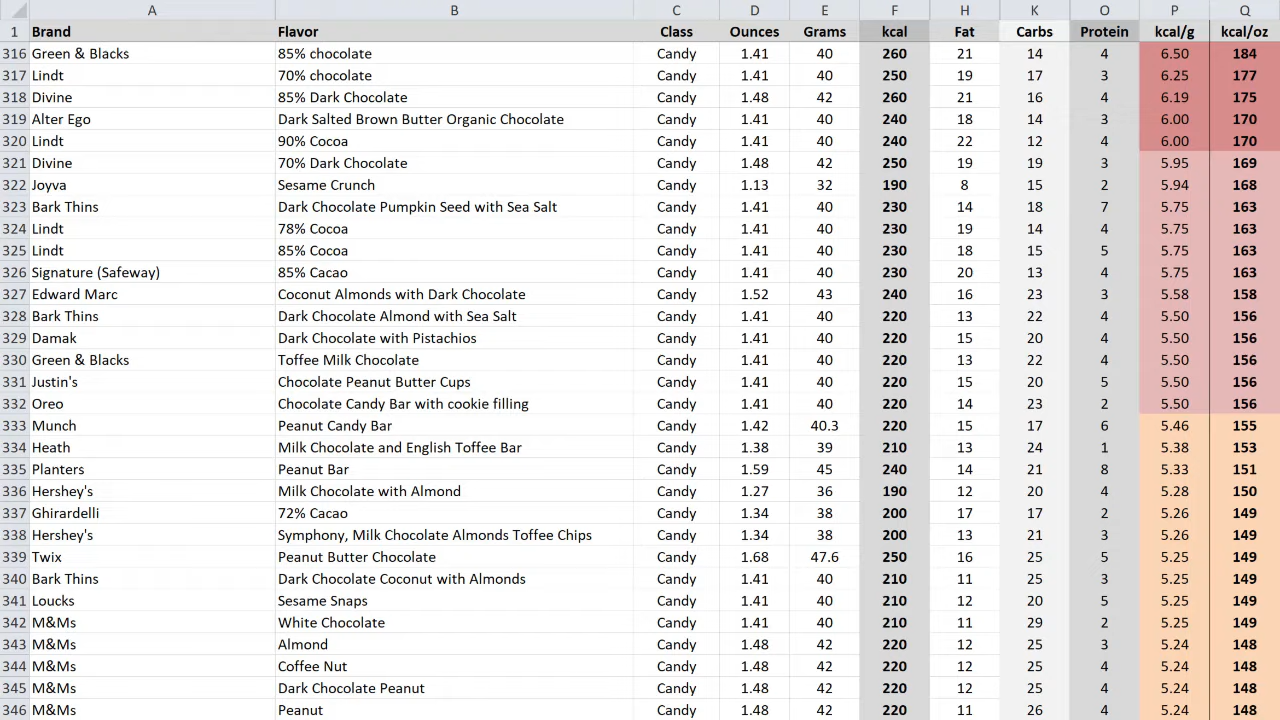 A B C D E F H K O P Q
1 Brand Flavor Class Ounces Grams kcal Fat Carbs Protein kcal/g kcal/oz
316 Green & Blacks 85% chocolate Candy 1.41 40 260 21 14 4 6.50 184
317 Lindt 70% chocolate Candy 1.41 40 250 19 17 3 6.25 177
318 Divine 85% Dark Chocolate Candy 1.48 42 260 21 16 4 6.19 175
319 Alter Ego Dark Salted Brown Butter Organic Chocolate Candy 1.41 40 240 18 14 3 6.00 170
320 Lindt 90% Cocoa Candy 1.41 40 240 22 12 4 6.00 170
321 Divine 70% Dark Chocolate Candy 1.48 42 250 19 19 3 5.95 169
322 Joyva Sesame Crunch Candy 1.13 32 190 8 15 2 5.94 168
323 Bark Thins Dark Chocolate Pumpkin Seed with Sea Salt Candy 1.41 40 230 14 18 7 5.75 163
324 Lindt 78% Cocoa Candy 1.41 40 230 19 14 4 5.75 163
325 Lindt 85% Cocoa Candy 1.41 40 230 18 15 5 5.75 163
326 Signature (Safeway) 85% Cacao Candy 1.41 40 230 20 13 4 5.75 163
327 Edward Marc Coconut Almonds with Dark Chocolate Candy 1.52 43 240 16 23 3 5.58 158
328 Bark Thins Dark Chocolate Almond with Sea Salt Candy 1.41 40 220 13 22 4 5.50 156
329 Damak Dark Chocolate with Pistachios Candy 1.41 40 220 15 20 4 5.50 156
330 Green & Blacks Toffee Milk Chocolate Candy 1.41 40 220 13 22 4 5.50 156
331 Justin's Chocolate Peanut Butter Cups Candy 1.41 40 220 15 20 5 5.50 156
332 Oreo Chocolate Candy Bar with cookie filling Candy 1.41 40 220 14 23 2 5.50 156
333 Munch Peanut Candy Bar Candy 1.42 40.3 220 15 17 6 5.46 155
334 Heath Milk Chocolate and English Toffee Bar Candy 1.38 39 210 13 24 1 5.38 153
335 Planters Peanut Bar Candy 1.59 45 240 14 21 8 5.33 151
336 Hershey's Milk Chocolate with Almond Candy 1.27 36 190 12 20 4 5.28 150
337 Ghirardelli 72% Cacao Candy 1.34 38 200 17 17 2 5.26 149
338 Hershey's Symphony, Milk Chocolate Almonds Toffee Chips Candy 1.34 38 200 13 21 3 5.26 149
339 Twix Peanut Butter Chocolate Candy 1.68 47.6 250 16 25 5 5.25 149
340 Bark Thins Dark Chocolate Coconut with Almonds Candy 1.41 40 210 11 25 3 5.25 149
341 Loucks Sesame Snaps Candy 1.41 40 210 12 20 5 5.25 149
342 M&Ms White Chocolate Candy 1.41 40 210 11 29 2 5.25 149
343 M&Ms Almond Candy 1.48 42 220 12 25 3 5.24 148
344 M&Ms Coffee Nut Candy 1.48 42 220 12 25 4 5.24 148
345 M&Ms Dark Chocolate Peanut Candy 1.48 42 220 12 25 4 5.24 148
346 M&Ms Peanut Candy 1.48 42 220 11 26 4 5.24 148